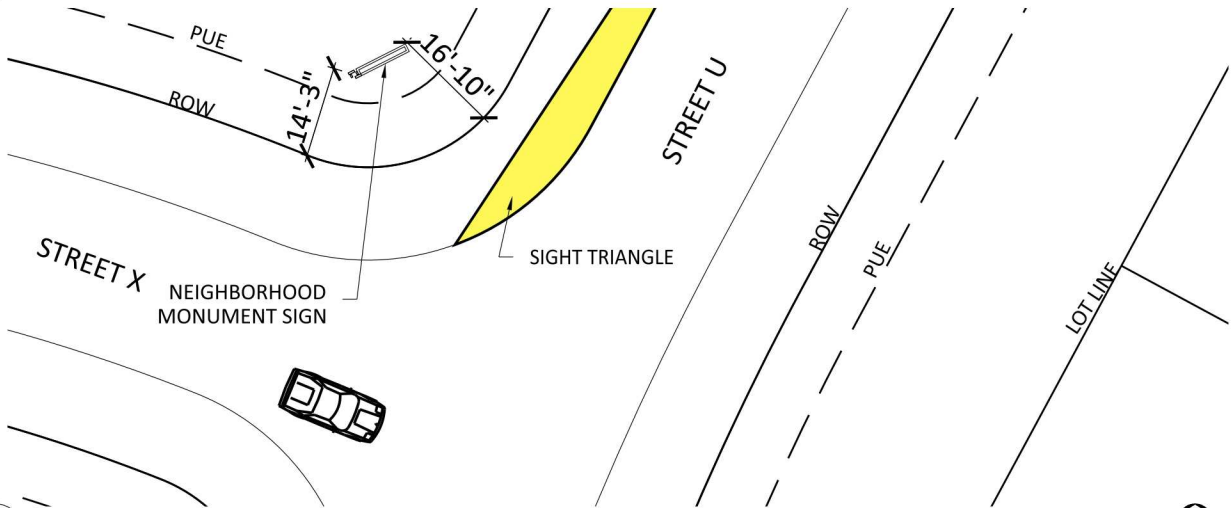 PUE
16'-10"
14'-3"
ROW
STREET U
STREET X
NEIGHBORHOOD
MONUMENT SIGN
SIGHT TRIANGLE
ROW
PUE
LOT LINE